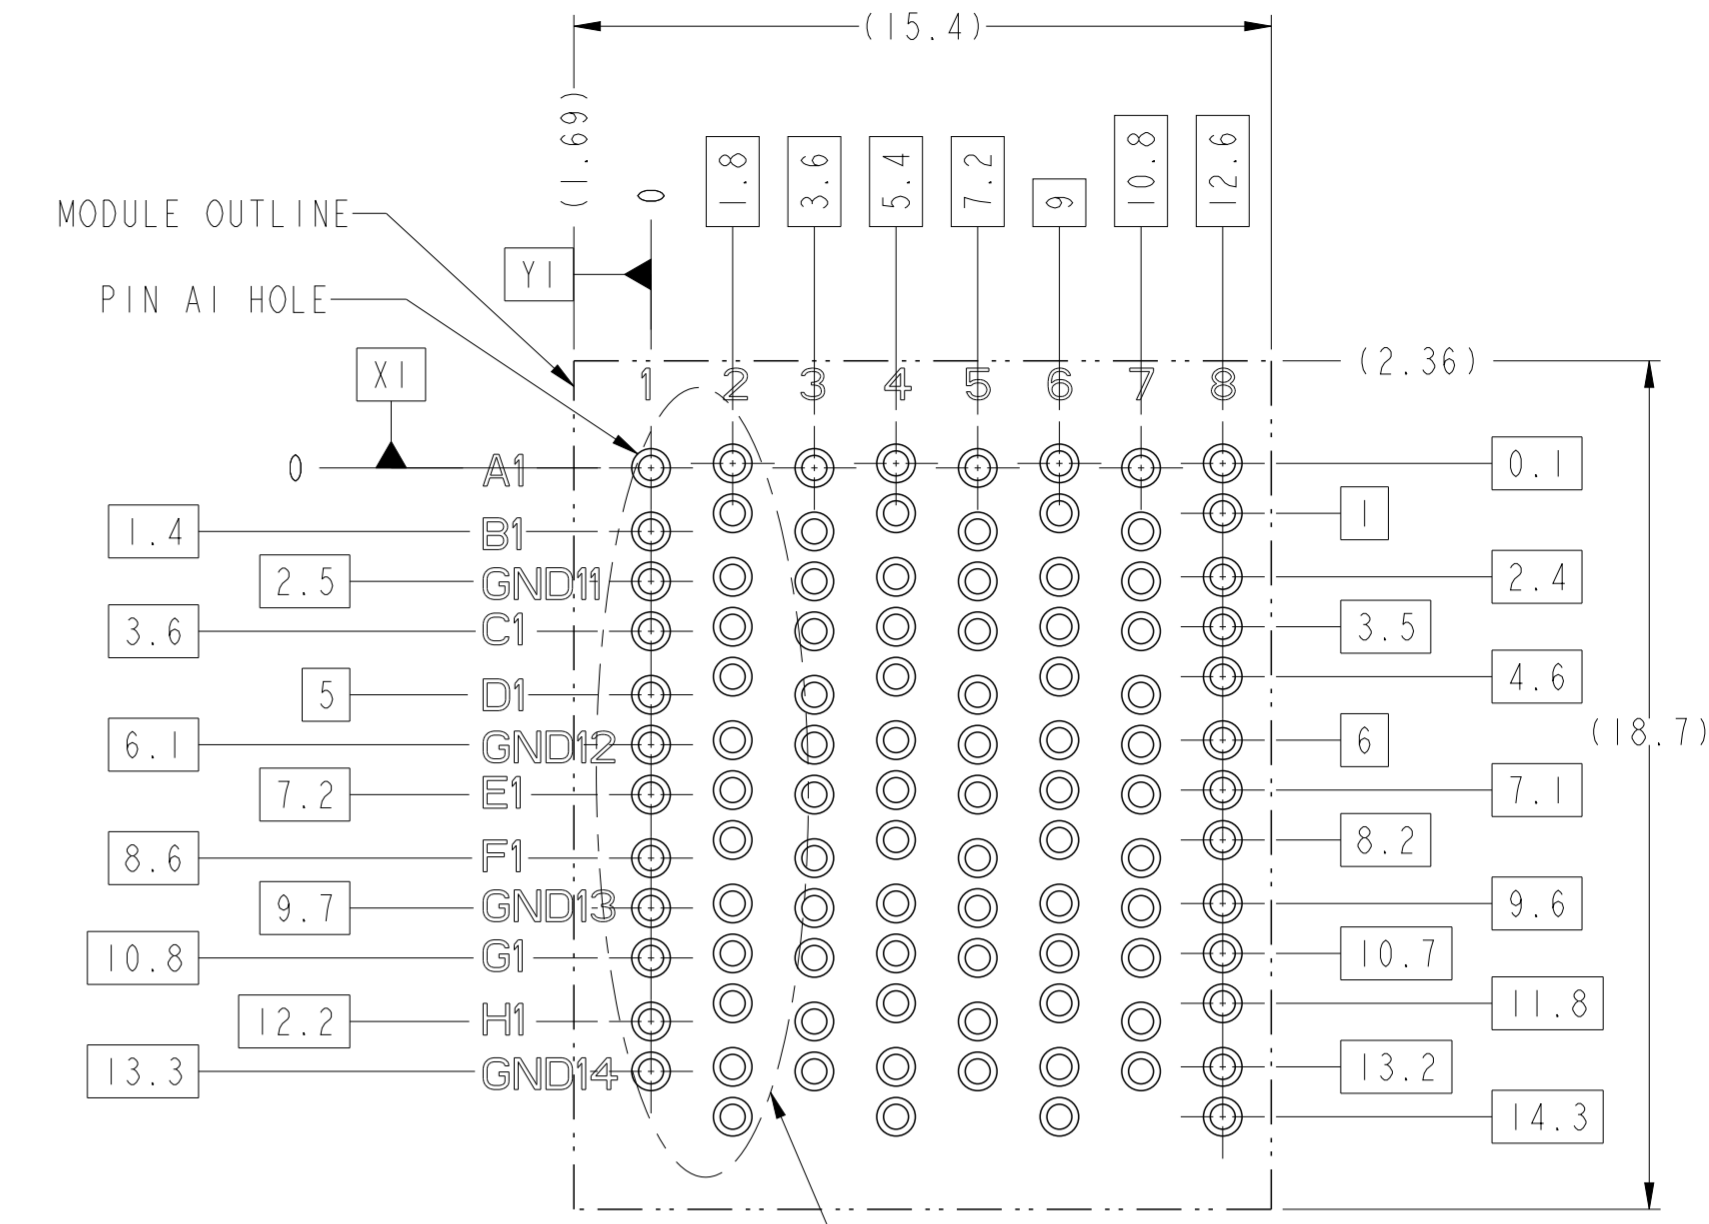 (15.4)
(1.69)
0
1.8
3.6
5.4
7.2
9
10.8
12.6
MODULE OUTLINE
Y1
PIN A1 HOLE
X1
(2.36)
1 2 3 4 5 6 7 8
0 A1 0.1
1
1.4 B1
2.5 GND11 2.4
3.6 C1 3.5
4.6
5 D1
(18.7)
6.1 GND12 6
7.2 E1 7.1
8.2
8.6 F1
9.7 GND13 9.6
10.8 G1 10.7
11.8
12.2 H1
13.3 GND14 13.2
14.3